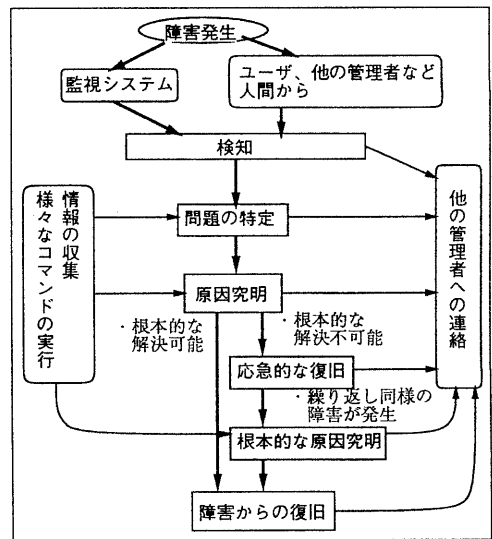 障害発生
監視システム
ユーザ、他の管理者など
人間から
検知
情報の収集
様々なコマンドの実行
問題の特定
他の管理者への連絡
原因究明
・根本的な
解決可能
・根本的な
解決不可能
応急的な復旧
・繰り返し同様の
障害が発生
根本的な原因究明
障害からの復旧